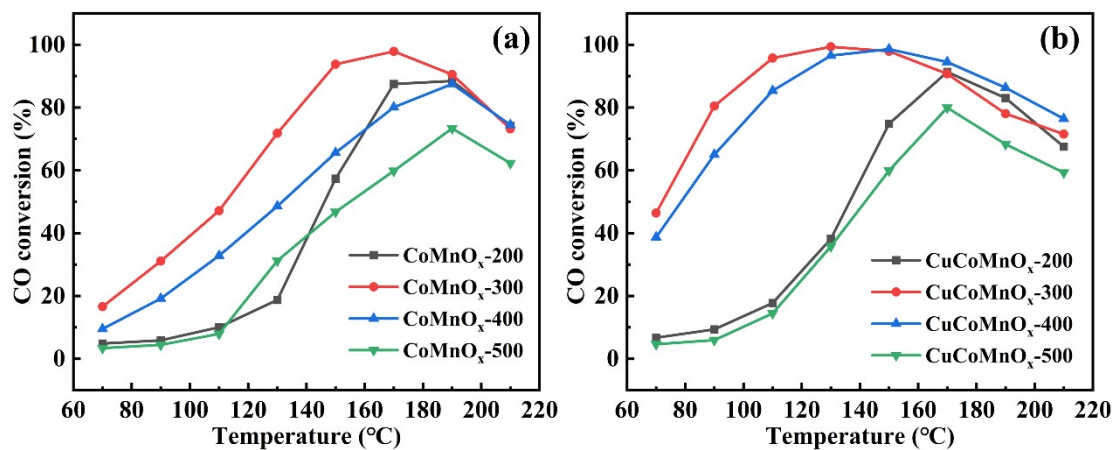 (a)
CO conversion (%)
100
80
60
40
20
0
CoMnOₓ-200
CoMnOₓ-300
CoMnOₓ-400
CoMnOₓ-500
60 80 100 120 140 160 180 200 220
Temperature (°C)
(b)
CO conversion (%)
100
80
60
40
20
0
CuCoMnOₓ-200
CuCoMnOₓ-300
CuCoMnOₓ-400
CuCoMnOₓ-500
60 80 100 120 140 160 180 200 220
Temperature (°C)